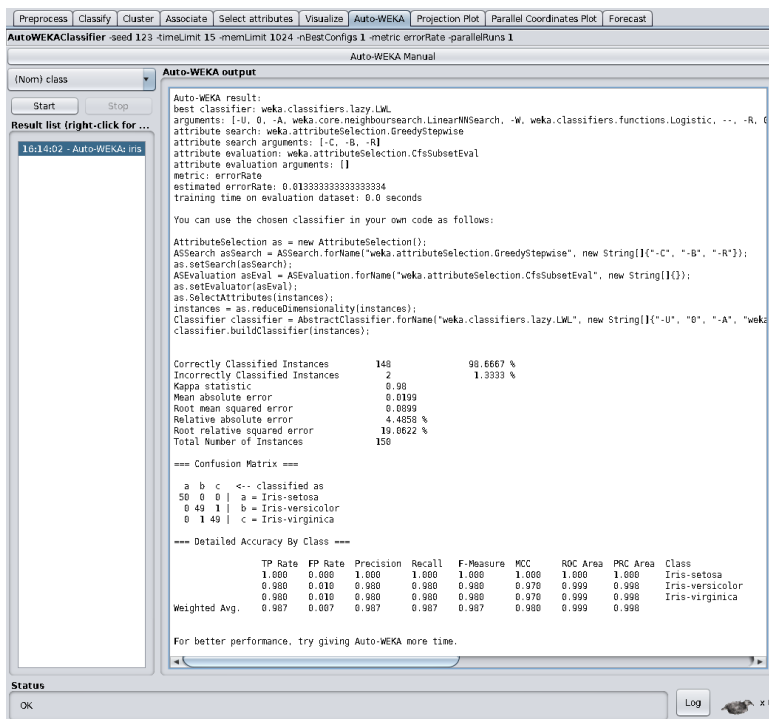 Preprocess Classify Cluster Associate Select attributes Visualize Auto-WEKA Projection Plot Parallel Coordinates Plot Forecast
AutoWEKAClassifier -seed 123 -timeLimit 15 -memLimit 1024 -nBestConfigs 1 -metric errorRate -parallelRuns 1
Auto-WEKA Manual
(Nom) class
Start Stop
Result list (right-click for ...
16:14:02 - Auto-WEKA: iris
Auto-WEKA output
Auto-WEKA result:
best classifier: weka.classifiers.lazy.LWL
arguments: [-U, 0, -A, weka.core.neighboursearch.LinearNNSearch, -W, weka.classifiers.functions.Logistic, --, -R, 0
attribute search: weka.attributeSelection.GreedyStepwise
attribute search arguments: [-C, -B, -R]
attribute evaluation: weka.attributeSelection.CfsSubsetEval
attribute evaluation arguments: []
metric: errorRate
estimated errorRate: 0.013333333333333334
training time on evaluation dataset: 0.0 seconds
You can use the chosen classifier in your own code as follows:
AttributeSelection as = new AttributeSelection();
ASSearch asSearch = ASSearch.forName("weka.attributeSelection.GreedyStepwise", new String[]{"-C", "-B", "-R"});
as.setSearch(asSearch);
ASEvaluation asEval = ASEvaluation.forName("weka.attributeSelection.CfsSubsetEval", new String[]{});
as.setEvaluator(asEval);
as.SelectAttributes(instances);
instances = as.reduceDimensionality(instances);
Classifier classifier = AbstractClassifier.forName("weka.classifiers.lazy.LWL", new String[]{"-U", "0", "-A", "weka
classifier.buildClassifier(instances);
Correctly Classified Instances 148 98.6667 %
Incorrectly Classified Instances 2 1.3333 %
Kappa statistic 0.98
Mean absolute error 0.0199
Root mean squared error 0.0899
Relative absolute error 4.4858 %
Root relative squared error 19.0622 %
Total Number of Instances 150
=== Confusion Matrix ===
a b c <-- classified as
50 0 0 | a = Iris-setosa
0 49 1 | b = Iris-versicolor
0 1 49 | c = Iris-virginica
=== Detailed Accuracy By Class ===
TP Rate FP Rate Precision Recall F-Measure MCC ROC Area PRC Area Class
1.000 0.000 1.000 1.000 1.000 1.000 1.000 1.000 Iris-setosa
0.980 0.010 0.980 0.980 0.980 0.970 0.999 0.998 Iris-versicolor
0.980 0.010 0.980 0.980 0.980 0.970 0.999 0.998 Iris-virginica
Weighted Avg. 0.987 0.007 0.987 0.987 0.987 0.980 0.999 0.998
For better performance, try giving Auto-WEKA more time.
Status
OK
Log
x